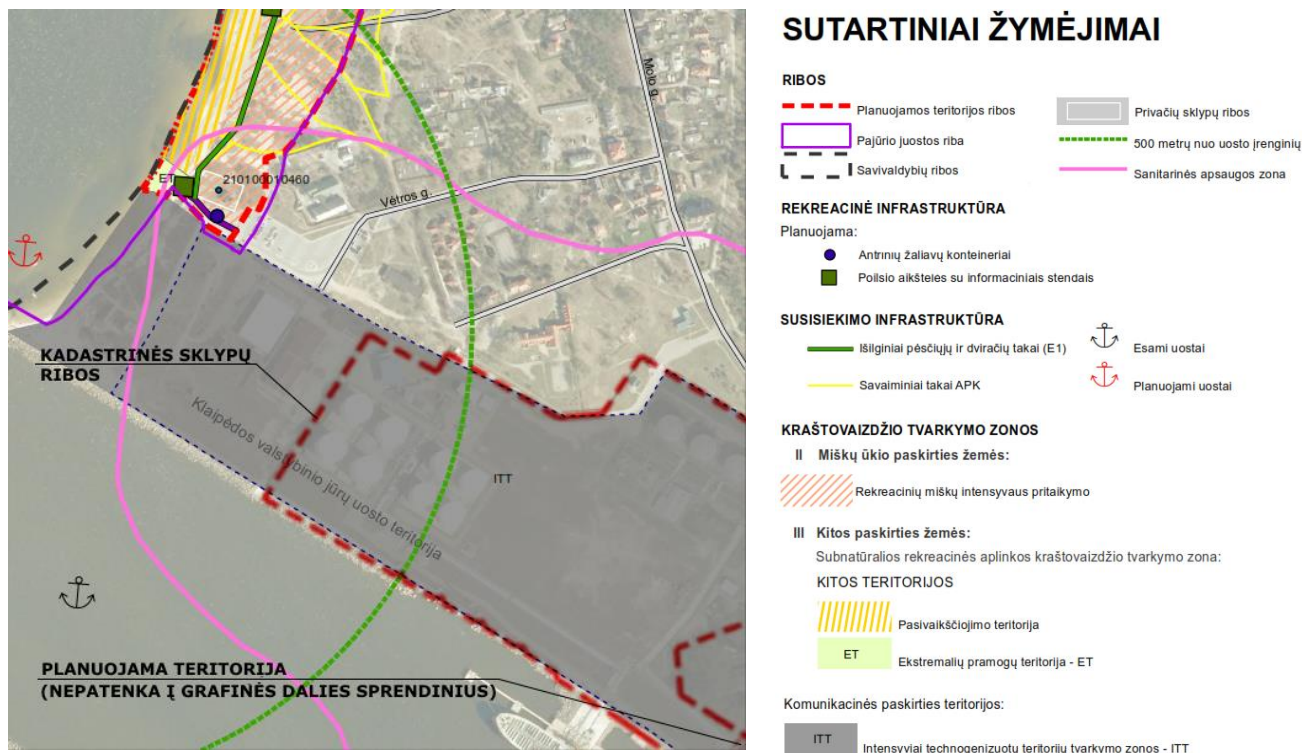 Molo g.
210100010460
ET
Vėtros g.
KADASTRINĖS SKLYPŲ
RIBOS
Klaipėdos valstybinio jūrų uosto teritorija
ITT
PLANUOJAMA TERITORIJA
(NEPATENKA Į GRAFINĖS DALIES SPRENDINIUS)
SUTARTINIAI ŽYMĖJIMAI
RIBOS
Planuojamos teritorijos ribos
Privačių sklypų ribos
Pajūrio juostos riba
500 metrų nuo uosto įrenginių
Savivaldybių ribos
Sanitarinės apsaugos zona
REKREACINĖ INFRASTRUKTŪRA
Planuojama:
Antrinių žaliavų konteineriai
Poilsio aikšteles su informaciniais stendais
SUSISIEKIMO INFRASTRUKTŪRA
Išilginiai pėsčiųjų ir dviračių takai (E1)
Esami uostai
Savaiminiai takai APK
Planuojami uostai
KRAŠTOVAIZDŽIO TVARKYMO ZONOS
II Miškų ūkio paskirties žemės:
Rekreacinių miškų intensyvaus pritaikymo
III Kitos paskirties žemės:
Subnatūralios rekreacinės aplinkos kraštovaizdžio tvarkymo zona:
KITOS TERITORIJOS
Pasivaikščiojimo teritorija
ET
Ekstremalių pramogų teritorija - ET
Komunikacinės paskirties teritorijos:
ITT
Intensyviai technogenizuotų teritorijų tvarkymo zonos - ITT